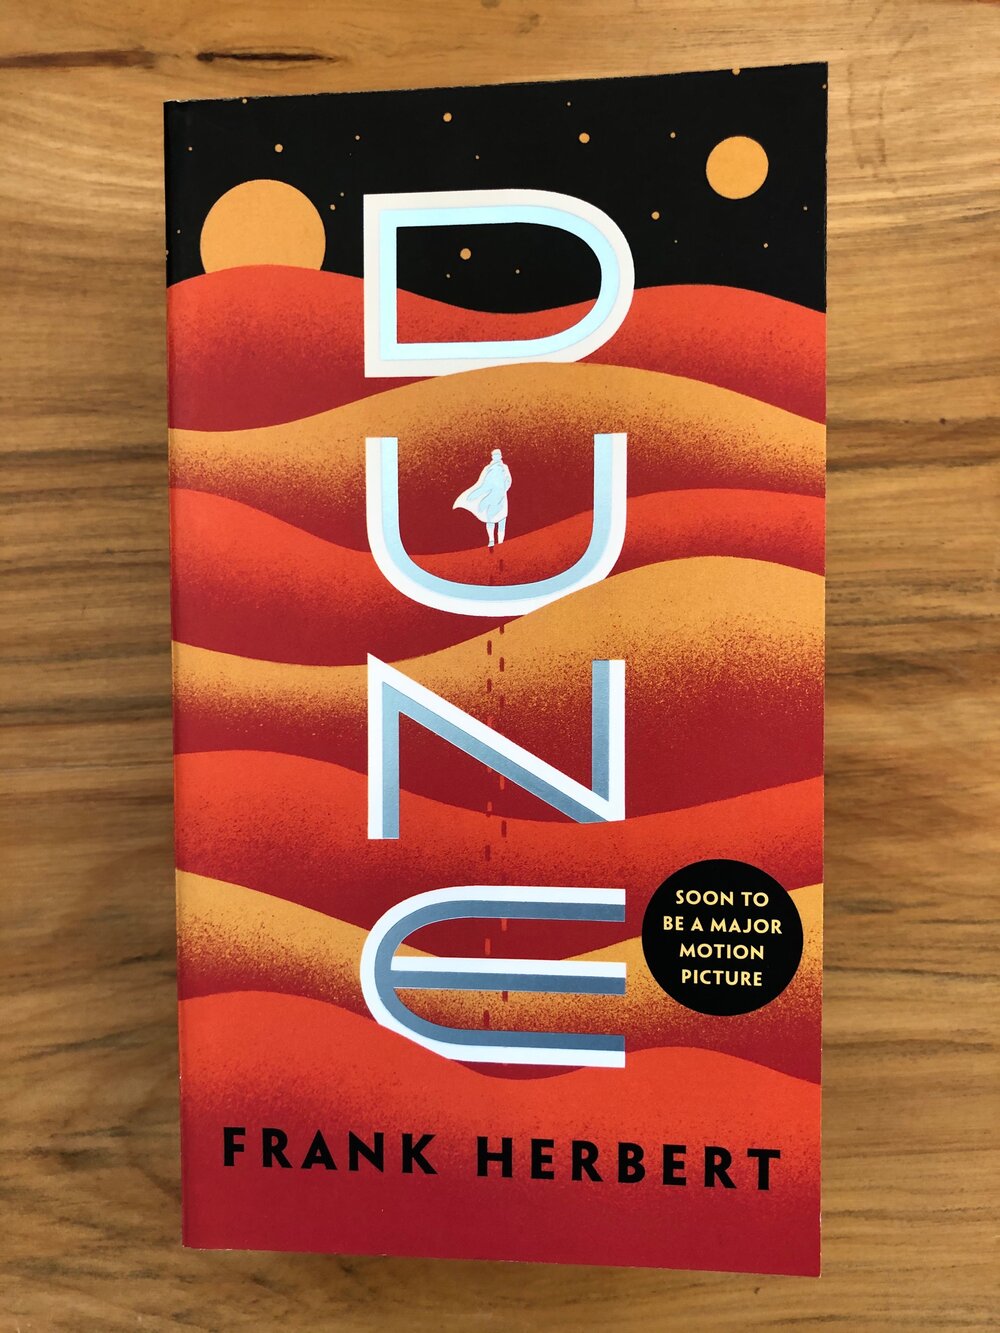 DUNE
SOON TO
BE A MAJOR
MOTION
PICTURE
FRANK HERBERT